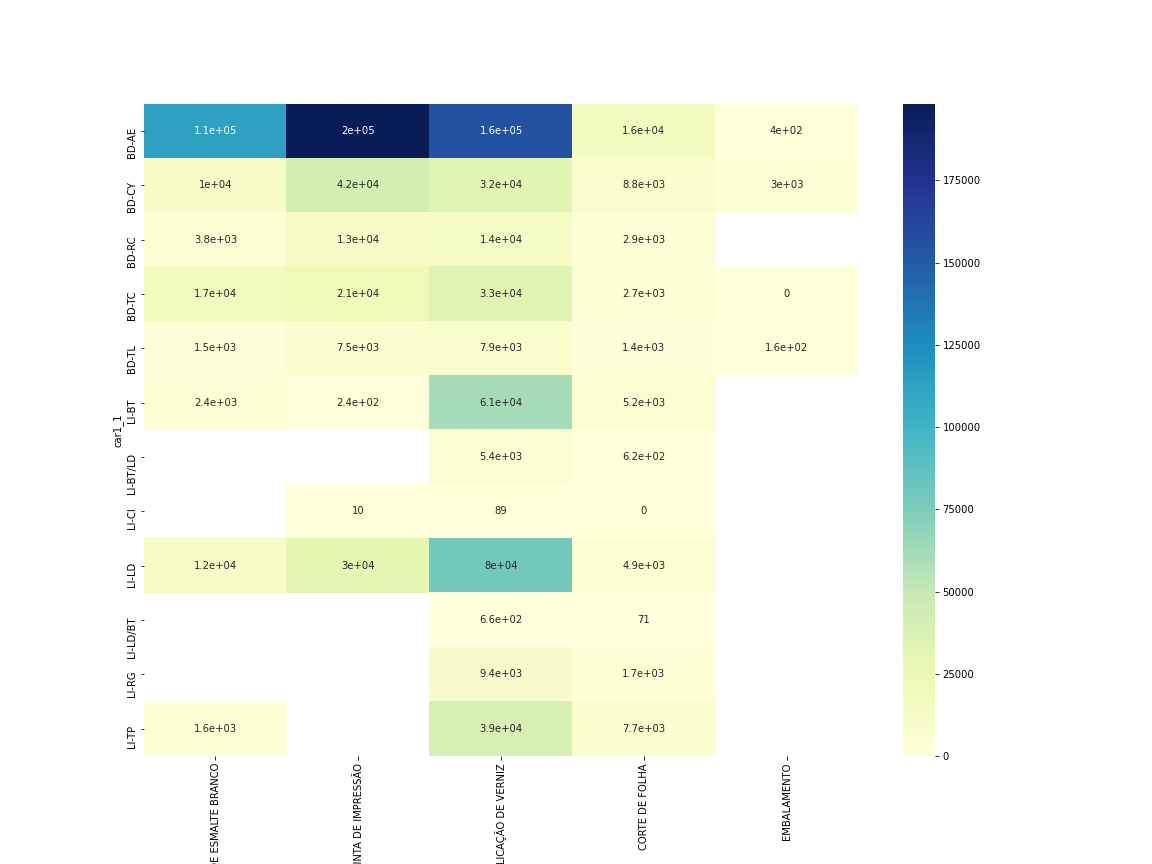 BD-AE 1.1e+05 2e+05 1.6e+05 1.6e+04 4e+02
BD-CY 1e+04 4.2e+04 3.2e+04 8.8e+03 3e+03
BD-RC 3.8e+03 1.3e+04 1.4e+04 2.9e+03
BD-TC 1.7e+04 2.1e+04 3.3e+04 2.7e+03 0
BD-TL 1.5e+03 7.5e+03 7.9e+03 1.4e+03 1.6e+02
LI-BT 2.4e+03 2.4e+02 6.1e+04 5.2e+03
car1_1
LI-BT/LD 5.4e+03 6.2e+02
LI-CI 10 89 0
LI-LD 1.2e+04 3e+04 8e+04 4.9e+03
LI-LD/BT 6.6e+02 71
LI-RG 9.4e+03 1.7e+03
LI-TP 1.6e+03 3.9e+04 7.7e+03
E ESMALTE BRANCO
INTA DE IMPRESSÃO
LICAÇÃO DE VERNIZ
CORTE DE FOLHA
EMBALAMENTO
175000
150000
125000
100000
75000
50000
25000
0